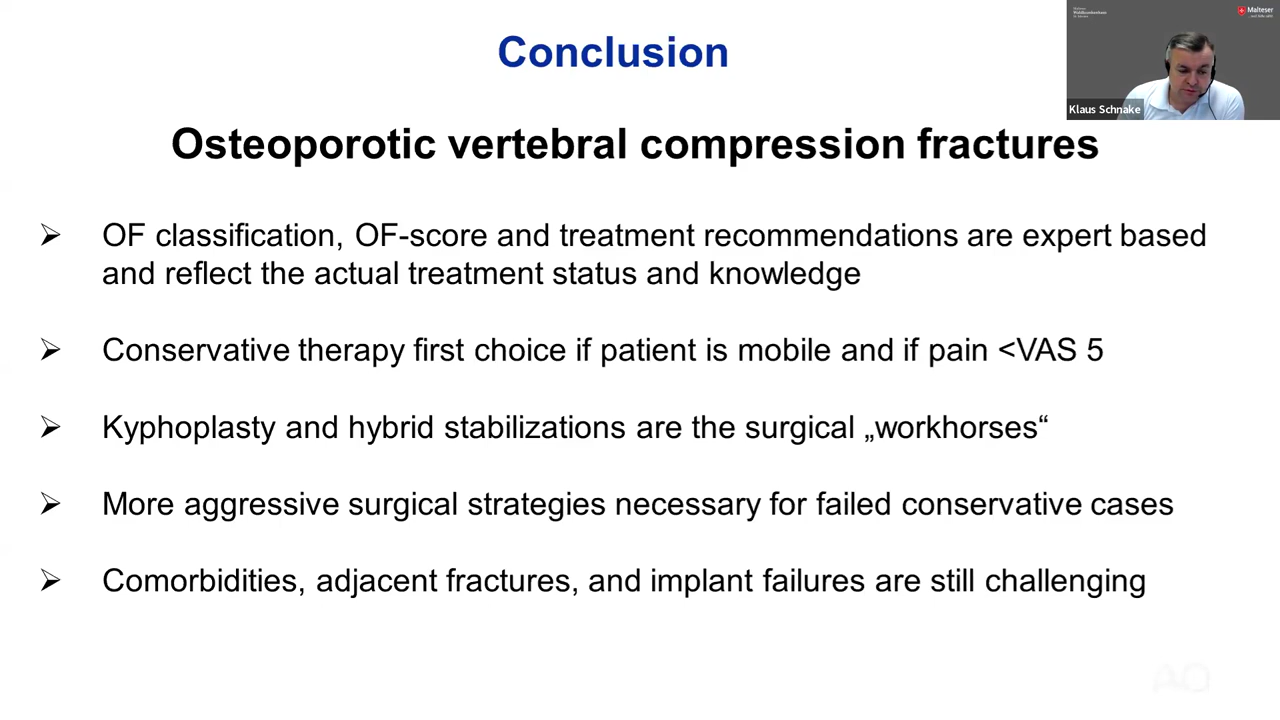 Conclusion
Malteser
Klaus Schnake
Osteoporotic vertebral compression fractures
➢ OF classification, OF-score and treatment recommendations are expert based
and reflect the actual treatment status and knowledge
➢ Conservative therapy first choice if patient is mobile and if pain <VAS 5
➢ Kyphoplasty and hybrid stabilizations are the surgical „workhorses“
➢ More aggressive surgical strategies necessary for failed conservative cases
➢ Comorbidities, adjacent fractures, and implant failures are still challenging
AO